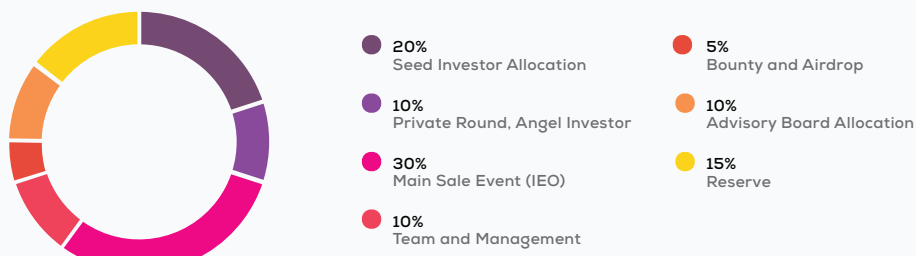 20%
Seed Investor Allocation
10%
Private Round, Angel Investor
30%
Main Sale Event (IEO)
10%
Team and Management
5%
Bounty and Airdrop
10%
Advisory Board Allocation
15%
Reserve